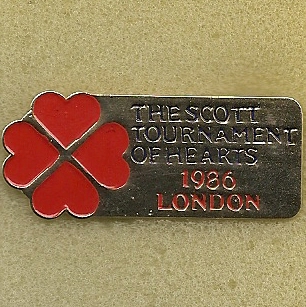 THE SCOTT
TOURNAMENT
OF HEARTS
1986
LONDON